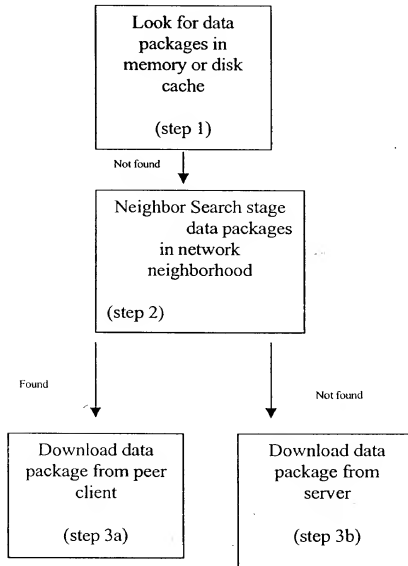 Look for data
packages in
memory or disk
cache
(step 1)
Not found
Neighbor Search stage
data packages
in network
neighborhood
(step 2)
Found
Not found
Download data
package from peer
client
(step 3a)
Download data
package from
server
(step 3b)